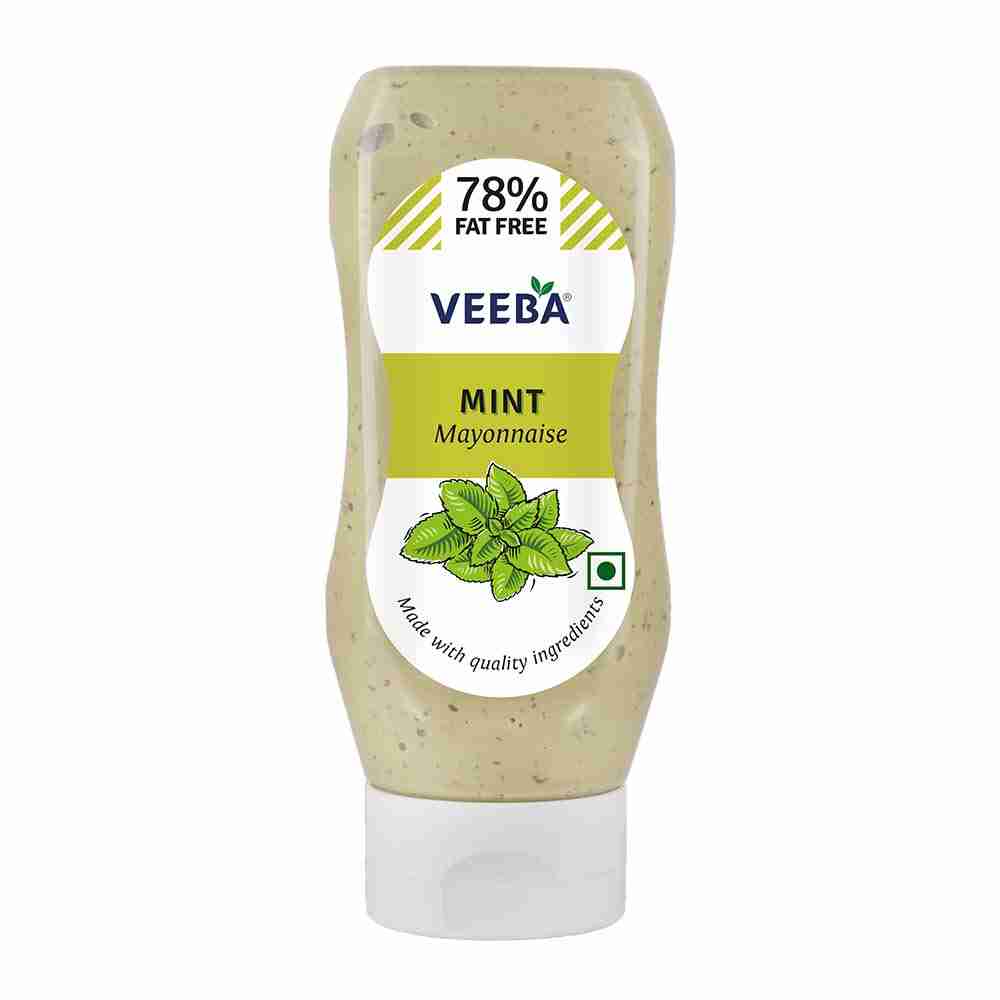 78%
FAT FREE
VEEBA®
MINT
Mayonnaise
Made with quality ingredients